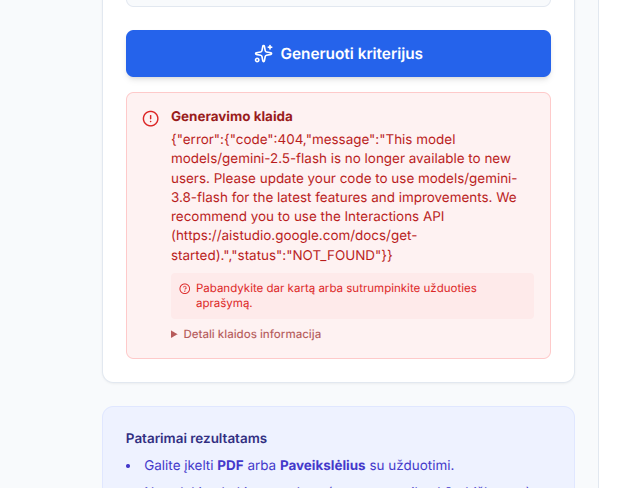 Generuoti kriterijus
Generavimo klaida
{"error":{"code":404,"message":"This model
models/gemini-2.5-flash is no longer available to new
users. Please update your code to use models/gemini-
3.8-flash for the latest features and improvements. We
recommend you to use the Interactions API
(https://aistudio.google.com/docs/get-
started).","status":"NOT_FOUND"}}
Pabandykite dar kartą arba sutrumpinkite užduoties
aprašymą.
Detali klaidos informacija
Patarimai rezultatams
• Galite įkelti PDF arba Paveikslėlius su užduotimi.